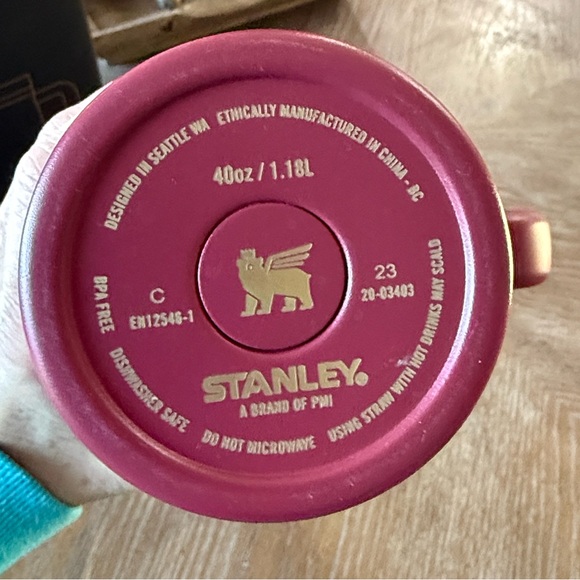 DESIGNED IN SEATTLE WA ETHICALLY MANUFACTURED IN CHINA - RC
40oz / 1.18L
C
EN12546-1
23
20-03403
STANLEY®
A BRAND OF PMI
BPA FREE DISHWASHER SAFE DO NOT MICROWAVE USING STRAW WITH HOT DRINKS MAY SCALD